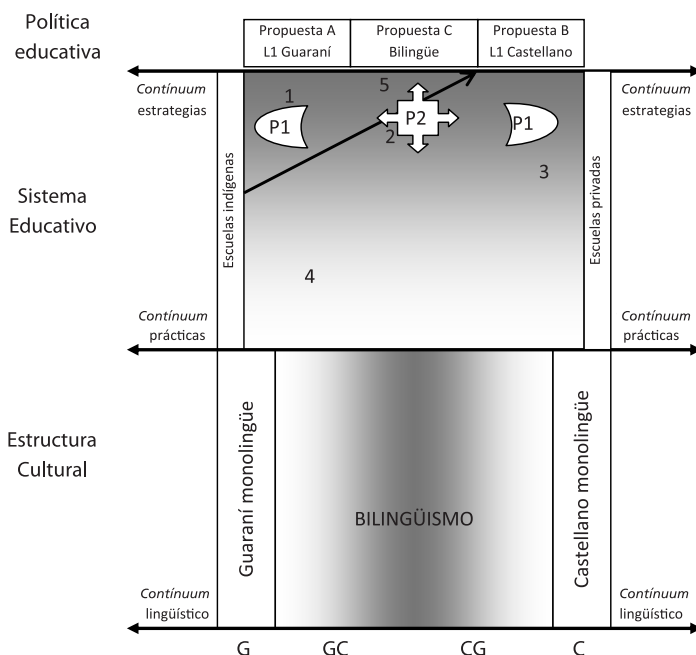 Política
educativa
Propuesta A
L1 Guaraní
Propuesta C
Bilingüe
Propuesta B
L1 Castellano
Contínuum
estrategias
Contínuum
estrategias
1
5
P1
P2
P1
2
3
Sistema
Educativo
Escuelas indígenas
Escuelas privadas
4
Contínuum
prácticas
Contínuum
prácticas
Estructura
Cultural
Guaraní monolingüe
BILINGÜISMO
Castellano monolingüe
Contínuum
lingüístico
Contínuum
lingüístico
G
GC
CG
C